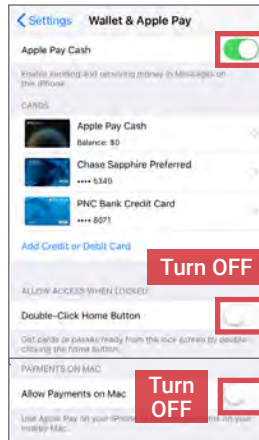 Settings Wallet & Apple Pay
Apple Pay Cash
Enable sending and receiving money in Messages on
this iPhone.
CARDS
Apple Pay Cash
Balance: $0
Chase Sapphire Preferred
•••• 6340
PNC Bank Credit Card
•••• 8071
Add Credit or Debit Card
Turn OFF
ALLOW ACCESS WHEN LOCKED
Double-Click Home Button
Get cards or passes ready from the lock screen by double-
clicking the home button.
PAYMENTS ON MAC
Allow Payments on Mac
Turn
OFF
Use Apple Pay on your iPhone to payments on your
nearby Mac.